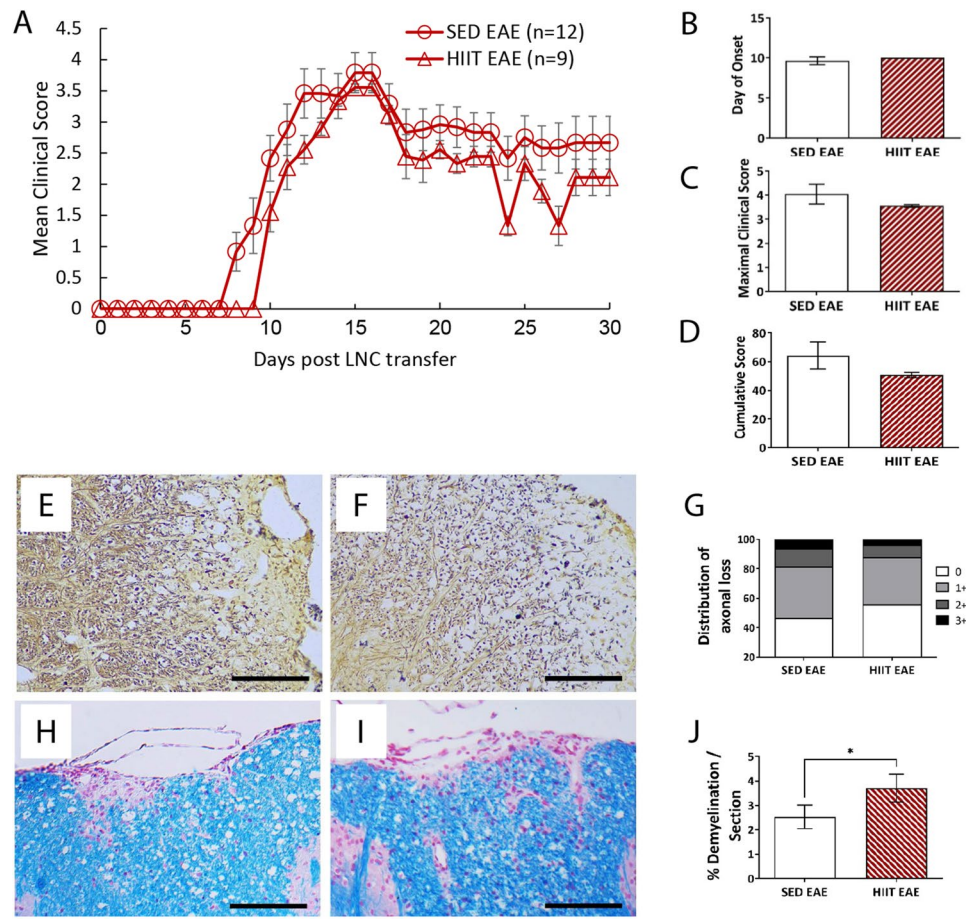 A
4.5
4
3.5
3
2.5
2
1.5
1
0.5
0
Mean Clinical Score
SED EAE (n=12)
HIIT EAE (n=9)
0 5 10 15 20 25 30
Days post LNC transfer
B
15
10
5
0
Day of Onset
SED EAE HIIT EAE
C
5
4
3
2
1
0
Maximal Clinical Score
SED EAE HIIT EAE
D
80
60
40
20
0
Cumulative Score
SED EAE HIIT EAE
E
F
G
100
80
60
40
20
Distribution of
axonal loss
SED EAE HIIT EAE
0
1+
2+
3+
H
I
J
5
4
3
2
1
0
% Demyelination /
Section
*
SED EAE HIIT EAE